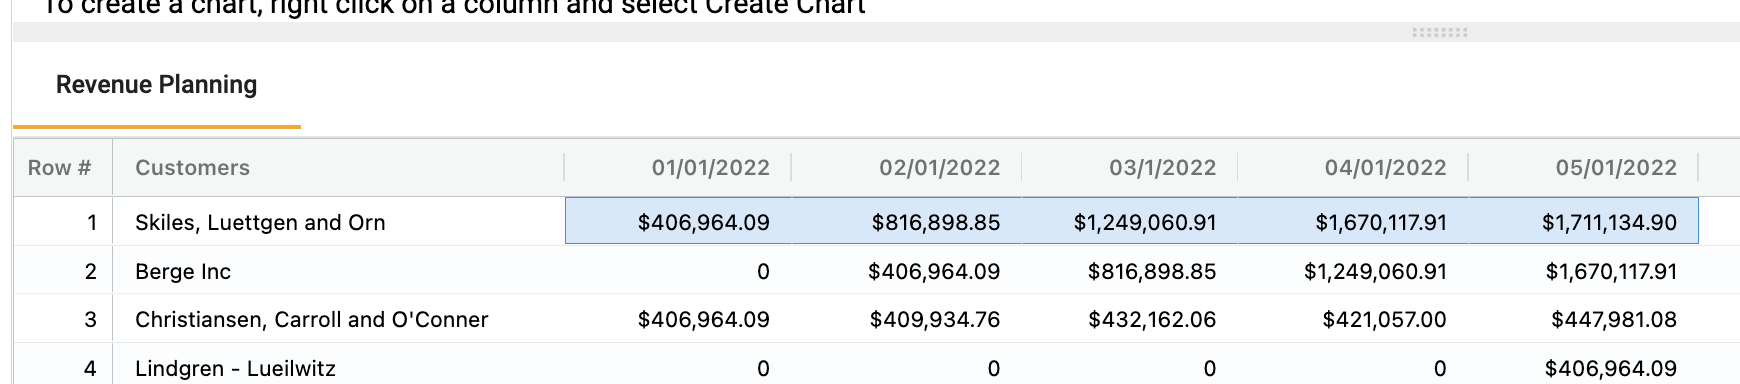 To create a chart, right click on a column and select Create Chart
Revenue Planning
Row # Customers 01/01/2022 02/01/2022 03/1/2022 04/01/2022 05/01/2022
1 Skiles, Luettgen and Orn $406,964.09 $816,898.85 $1,249,060.91 $1,670,117.91 $1,711,134.90
2 Berge Inc 0 $406,964.09 $816,898.85 $1,249,060.91 $1,670,117.91
3 Christiansen, Carroll and O'Conner $406,964.09 $409,934.76 $432,162.06 $421,057.00 $447,981.08
4 Lindgren - Lueilwitz 0 0 0 0 $406,964.09